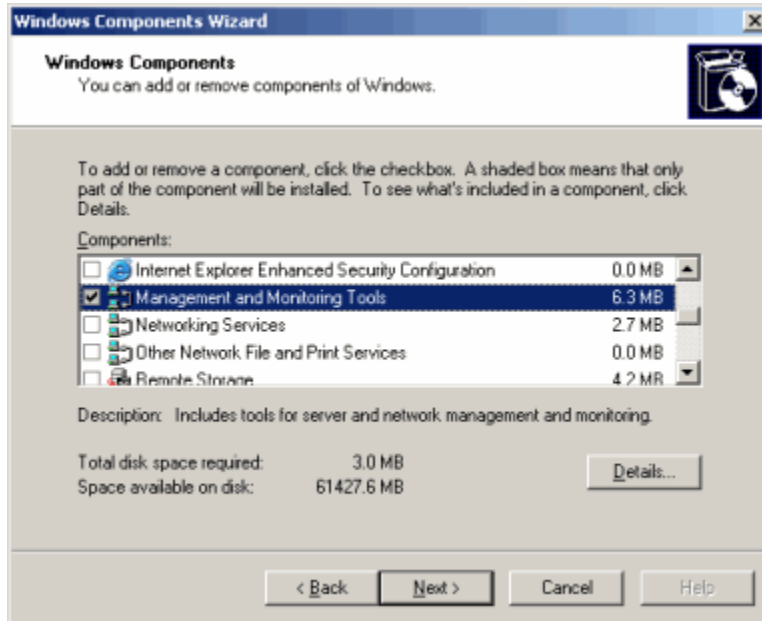 Windows Components Wizard
Windows Components
You can add or remove components of Windows.
To add or remove a component, click the checkbox. A shaded box means that only
part of the component will be installed. To see what's included in a component, click
Details.
Components:
Internet Explorer Enhanced Security Configuration 0.0 MB
Management and Monitoring Tools 6.3 MB
Networking Services 2.7 MB
Other Network File and Print Services 0.0 MB
Remote Storage 4.2 MB
Description: Includes tools for server and network management and monitoring.
Total disk space required: 3.0 MB
Space available on disk: 61427.6 MB
Details...
< Back Next > Cancel Help